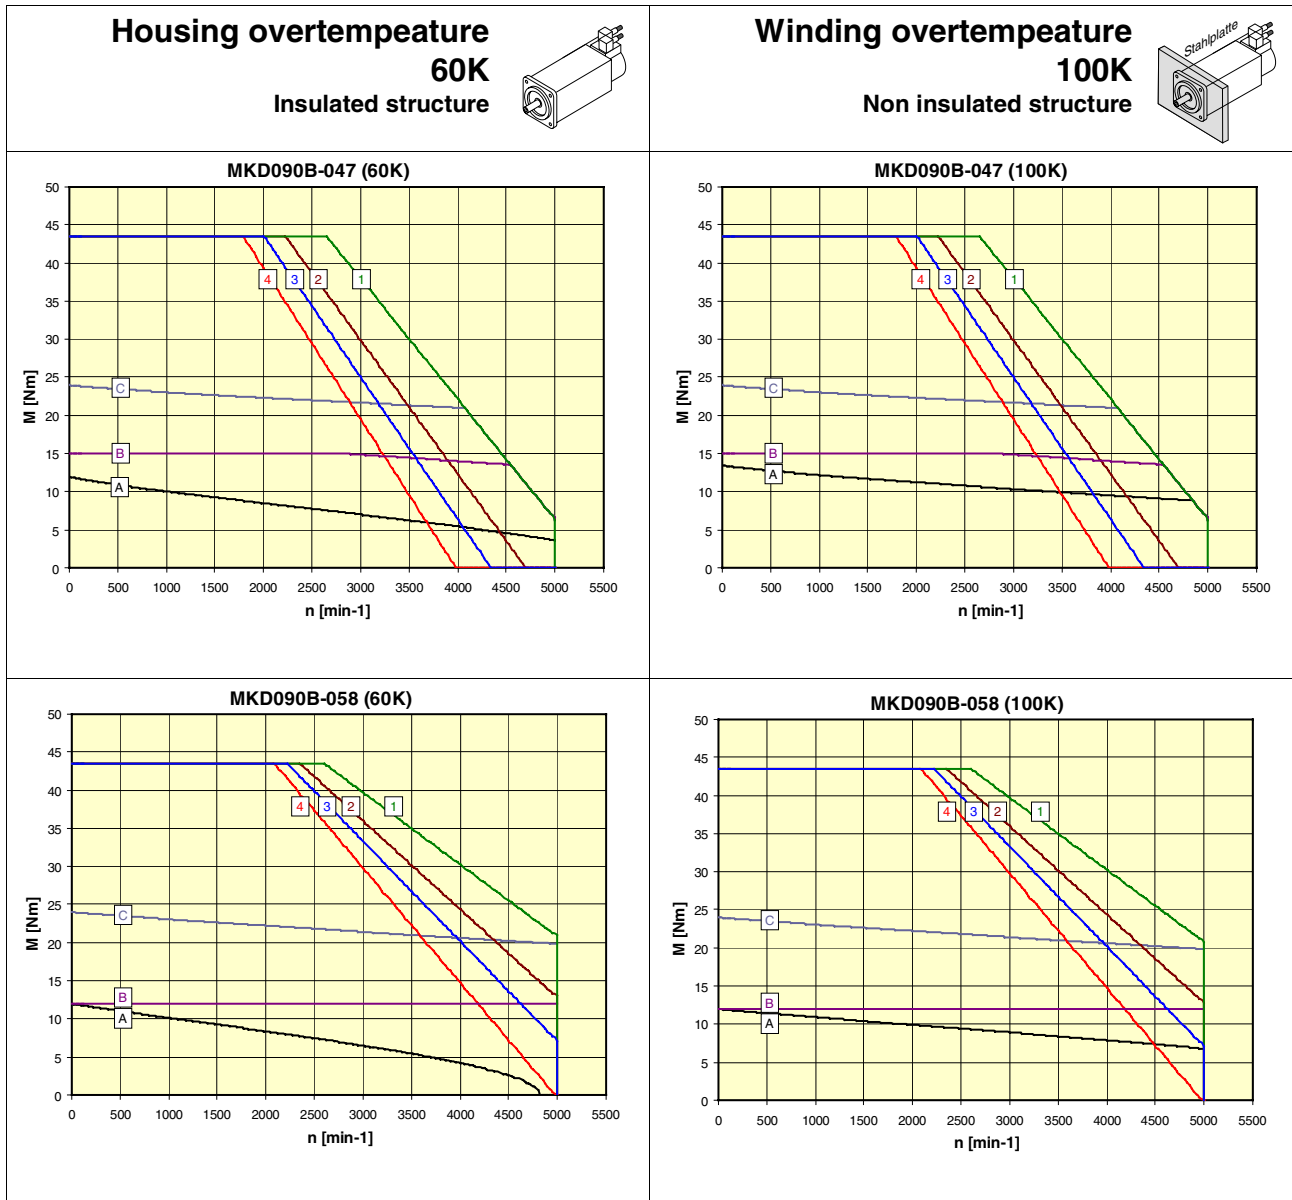 Housing overtempeature
60K
Insulated structure
Winding overtempeature
100K
Non insulated structure
Stahlplatte
MKD090B-047 (60K)
50
45
40
35
30
25
20
15
10
5
0
M [Nm]
4
3
2
1
C
B
A
0 500 1000 1500 2000 2500 3000 3500 4000 4500 5000 5500
n [min-1]
MKD090B-047 (100K)
50
45
40
35
30
25
20
15
10
5
0
M [Nm]
4
3
2
1
C
B
A
0 500 1000 1500 2000 2500 3000 3500 4000 4500 5000 5500
n [min-1]
MKD090B-058 (60K)
50
45
40
35
30
25
20
15
10
5
0
M [Nm]
4
3
2
1
C
B
A
0 500 1000 1500 2000 2500 3000 3500 4000 4500 5000 5500
n [min-1]
MKD090B-058 (100K)
50
45
40
35
30
25
20
15
10
5
0
M [Nm]
4
3
2
1
C
B
A
0 500 1000 1500 2000 2500 3000 3500 4000 4500 5000 5500
n [min-1]